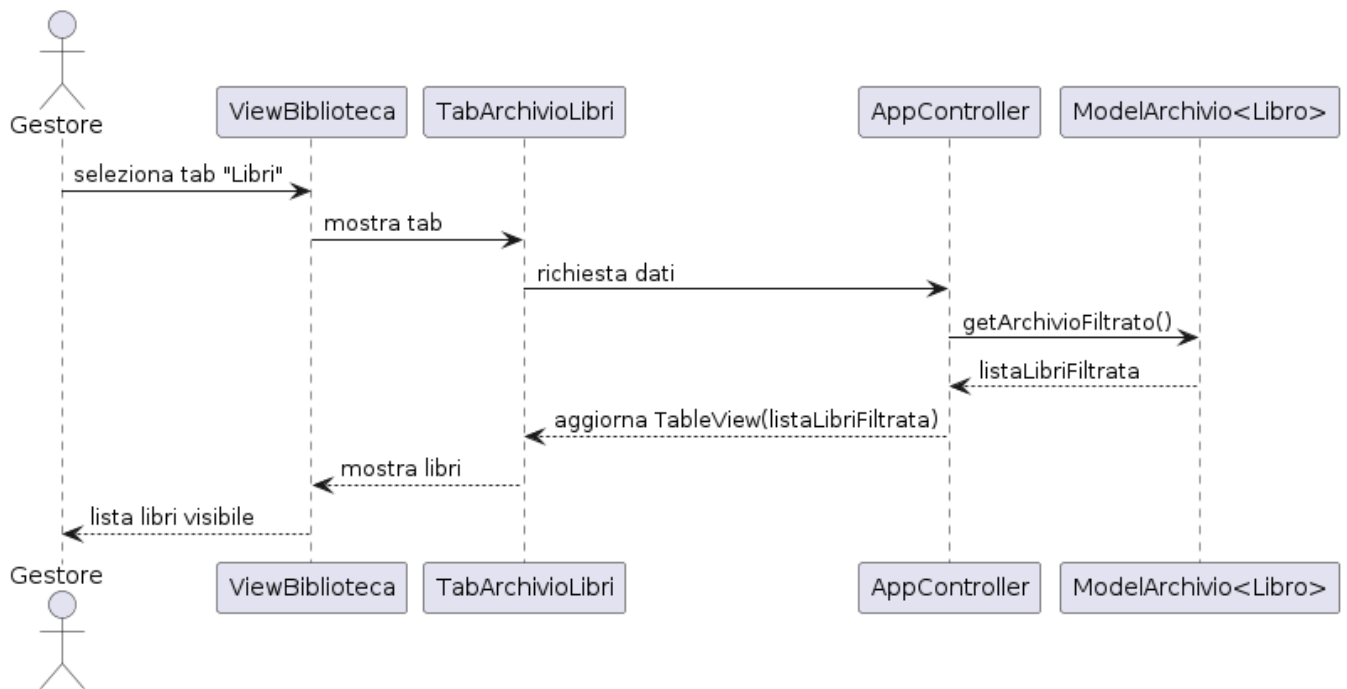 Gestore
ViewBiblioteca
TabArchivioLibri
AppController
ModelArchivio<Libro>
seleziona tab "Libri"
mostra tab
richiesta dati
getArchivioFiltrato()
listaLibriFiltrata
aggiorna TableView(listaLibriFiltrata)
mostra libri
lista libri visibile
Gestore
ViewBiblioteca
TabArchivioLibri
AppController
ModelArchivio<Libro>